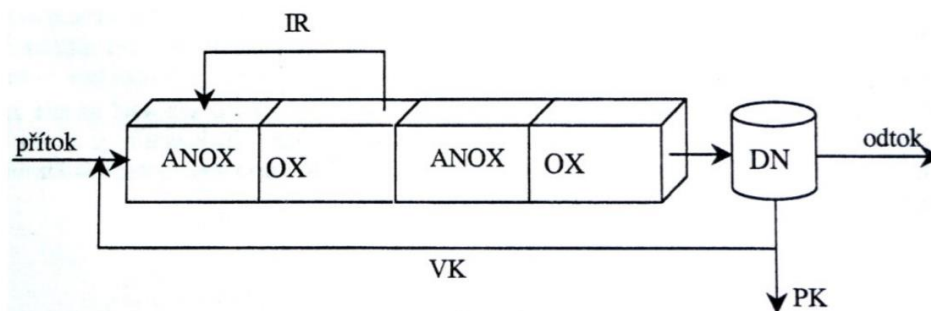 IR
přítok
ANOX
OX
ANOX
OX
DN
odtok
VK
PK